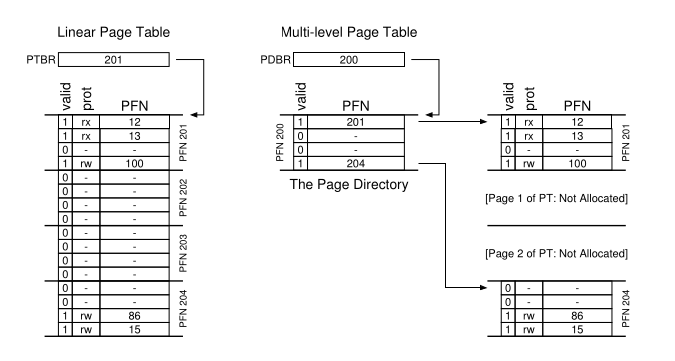 Linear Page Table
PTBR 201
valid prot PFN
1 rx 12
1 rx 13
0 - -
1 rw 100
PFN 201
0 - -
0 - -
0 - -
0 - -
PFN 202
0 - -
0 - -
0 - -
0 - -
PFN 203
0 - -
0 - -
1 rw 86
1 rw 15
PFN 204
Multi-level Page Table
PDBR 200
valid PFN
PFN 200
1 201
0 -
0 -
1 204
The Page Directory
valid prot PFN
1 rx 12
1 rx 13
0 - -
1 rw 100
PFN 201
[Page 1 of PT: Not Allocated]
[Page 2 of PT: Not Allocated]
0 - -
0 - -
1 rw 86
1 rw 15
PFN 204